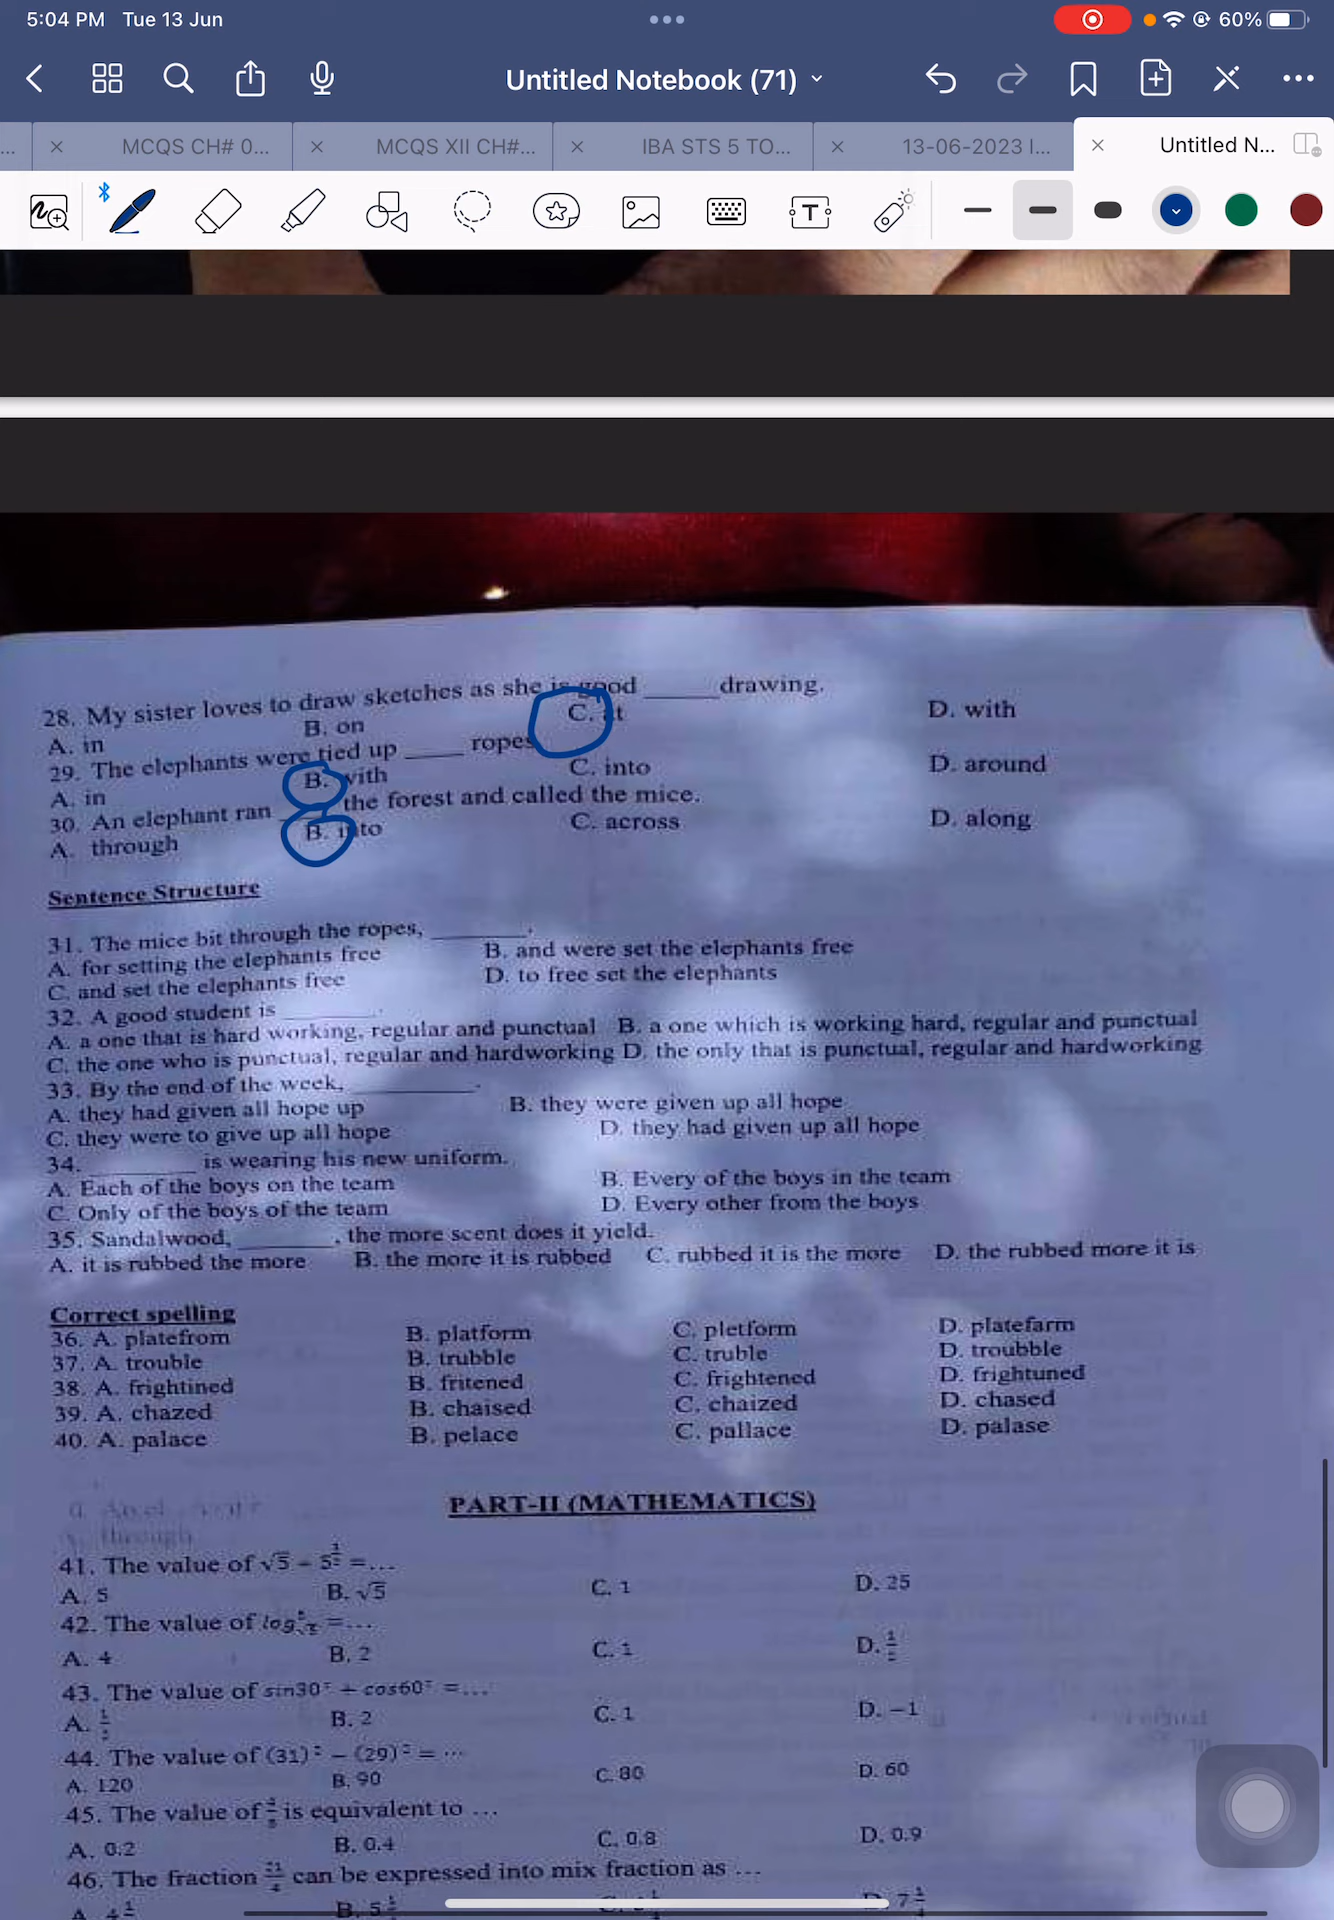 5:04 PM Tue 13 Jun
60%
Untitled Notebook (71)
MCQS CH# 0...
MCQS XII CH#...
IBA STS 5 TO...
13-06-2023 I...
Untitled N...
28. My sister loves to draw sketches as she is good _____ drawing.
A. in B. on C. at D. with
29. The elephants were tied up _____ ropes
A. in B. with C. into D. around
30. An elephant ran _____ the forest and called the mice.
A. through B. into C. across D. along
Sentence Structure
31. The mice bit through the ropes, ________.
A. for setting the elephants free B. and were set the elephants free
C. and set the elephants free D. to free set the elephants
32. A good student is ________.
A. a one that is hard working, regular and punctual B. a one which is working hard, regular and punctual
C. the one who is punctual, regular and hardworking D. the only that is punctual, regular and hardworking
33. By the end of the week, ________.
A. they had given all hope up B. they were given up all hope
C. they were to give up all hope D. they had given up all hope
34. ________ is wearing his new uniform.
A. Each of the boys on the team B. Every of the boys in the team
C. Only of the boys of the team D. Every other from the boys
35. Sandalwood, ________, the more scent does it yield.
A. it is rubbed the more B. the more it is rubbed C. rubbed it is the more D. the rubbed more it is
Correct spelling
36. A. platefrom B. platform C. pletform D. platefarm
37. A. trouble B. trubble C. truble D. troubble
38. A. frightined B. fritened C. frightened D. frightuned
39. A. chazed B. chaised C. chaized D. chased
40. A. palace B. pelace C. pallace D. palase
PART-II (MATHEMATICS)
41. The value of √5 - 5 =...
A. 5 B. √5 C. 1 D. 25
42. The value of log =...
A. 4 B. 2 C. 1 D.
43. The value of sin30° + cos60° =...
A. B. 2 C. 1 D. -1
44. The value of (31)² - (29)² = ...
A. 120 B. 90 C. 80 D. 60
45. The value of is equivalent to ...
A. 0.2 B. 0.4 C. 0.8 D. 0.9
46. The fraction can be expressed into mix fraction as ...